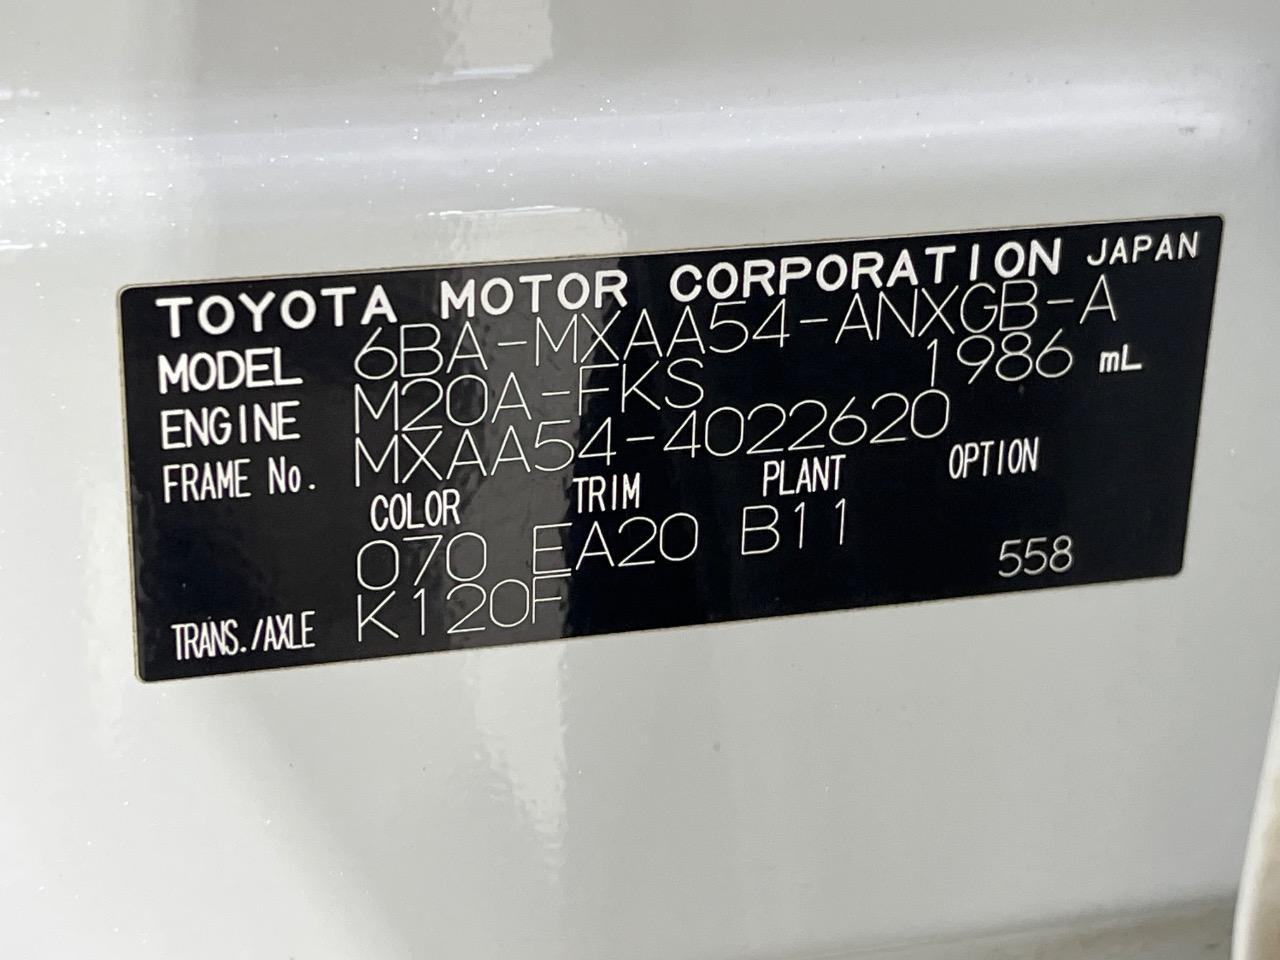 TOYOTA MOTOR CORPORATION JAPAN
MODEL 6BA-MXAA54-ANXGB-A
ENGINE M20A-FKS 1986 mL
FRAME No. MXAA54-4022620
COLOR TRIM PLANT OPTION
070 EA20 B11
558
TRANS./AXLE K120F